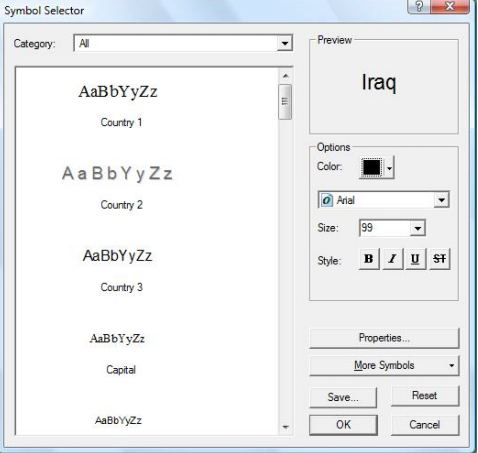 Symbol Selector
Category: All
AaBbYyZz
Country 1
AaBbYyZz
Country 2
AaBbYyZz
Country 3
AaBbYyZz
Capital
AaBbYyZz
Preview
Iraq
Options
Color:
Arial
Size: 99
Style: B I U ST
Properties...
More Symbols
Save... Reset
OK Cancel